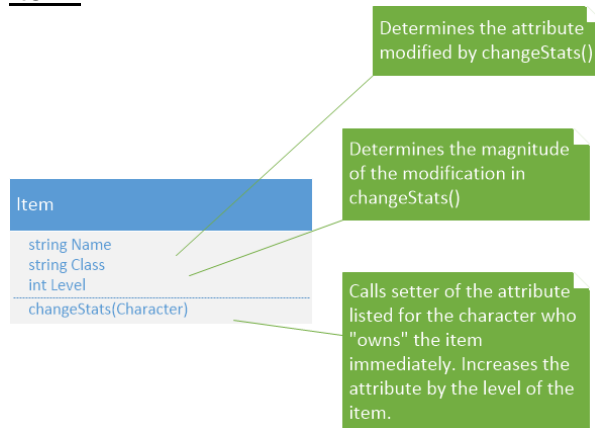 Determines the attribute
modified by changeStats()
Determines the magnitude
of the modification in
changeStats()
Item
string Name
string Class
int Level
changeStats(Character)
Calls setter of the attribute
listed for the character who
"owns" the item
immediately. Increases the
attribute by the level of the
item.